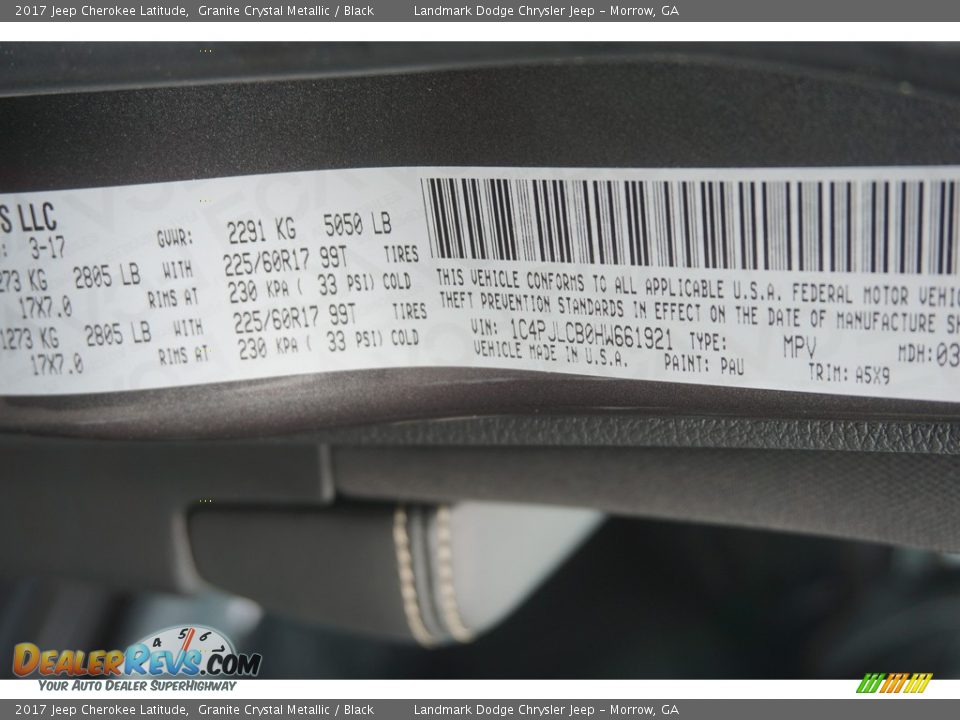 2017 Jeep Cherokee Latitude, Granite Crystal Metallic / Black Landmark Dodge Chrysler Jeep - Morrow, GA
S LLC
: 3-17 GVWR: 2291 KG 5050 LB
273 KG 2805 LB WITH 225/60R17 99T TIRES
17X7.0 RIMS AT 230 KPA ( 33 PSI) COLD
1273 KG 2805 LB WITH 225/60R17 99T TIRES
17X7.0 RIMS AT 230 KPA ( 33 PSI) COLD
THIS VEHICLE CONFORMS TO ALL APPLICABLE U.S.A. FEDERAL MOTOR VEHIC
THEFT PREVENTION STANDARDS IN EFFECT ON THE DATE OF MANUFACTURE SH
VIN: 1C4PJLCB0HW661921 TYPE: MPV MDH: 03
VEHICLE MADE IN U.S.A. PAINT: PAU TRIM: A5X9
4 5 6 7
DealerRevs.com
Your Auto Dealer SuperHighway
2017 Jeep Cherokee Latitude, Granite Crystal Metallic / Black Landmark Dodge Chrysler Jeep - Morrow, GA